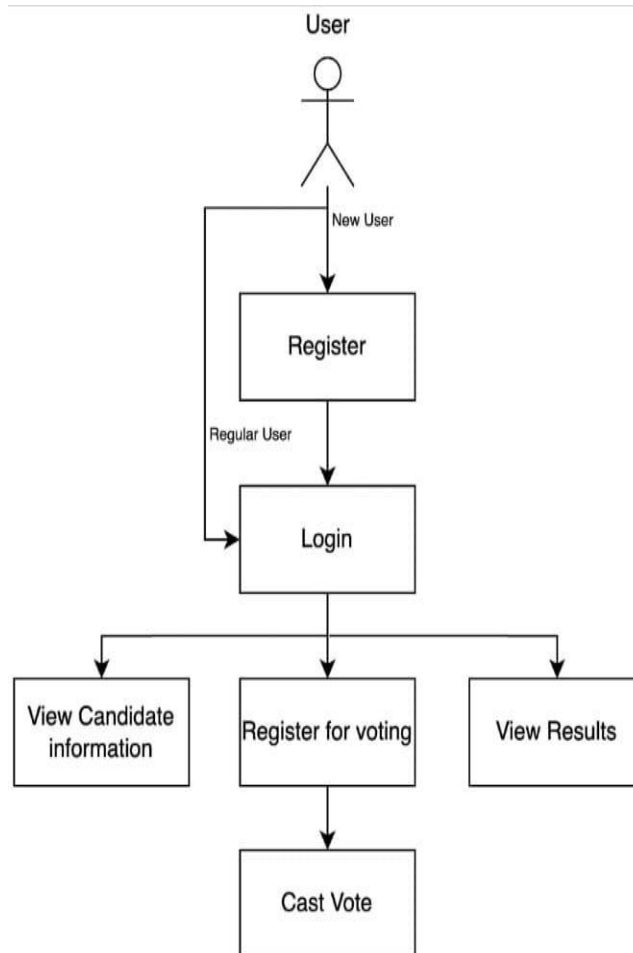 User
New User
Register
Regular User
Login
View Candidate
information
Register for voting
View Results
Cast Vote